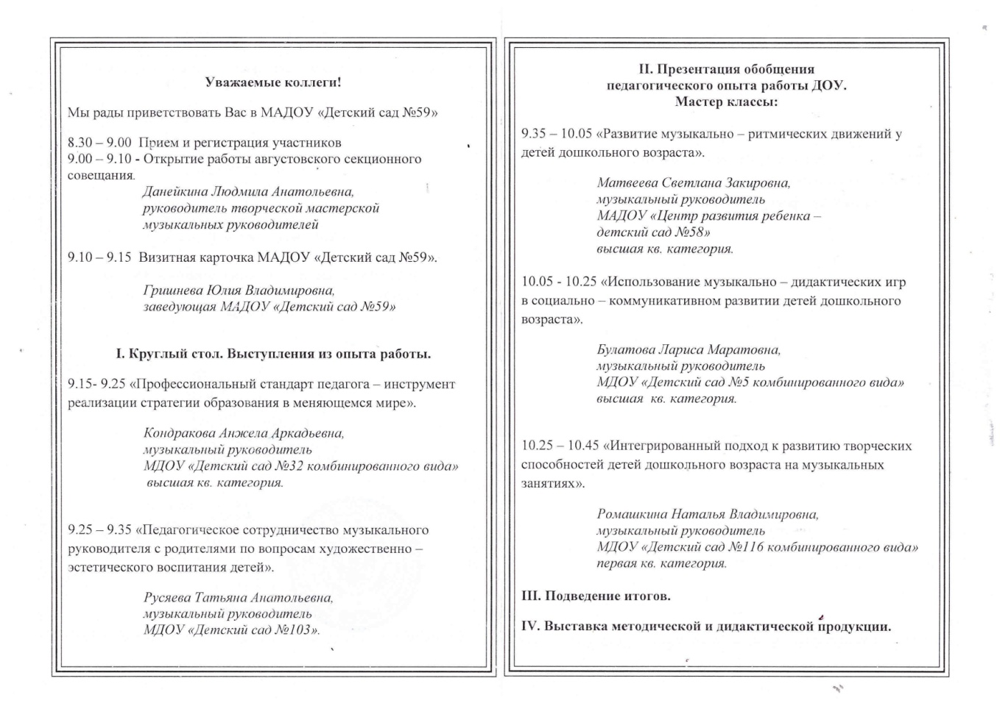 Уважаемые коллеги!
Мы рады приветствовать Вас в МАДОУ «Детский сад №59»
8.30 – 9.00 Прием и регистрация участников
9.00 – 9.10 - Открытие работы августовского секционного
совещания.
Данейкина Людмила Анатольевна,
руководитель творческой мастерской
музыкальных руководителей
9.10 – 9.15 Визитная карточка МАДОУ «Детский сад №59».
Гришнева Юлия Владимировна,
заведующая МАДОУ «Детский сад №59»
I. Круглый стол. Выступления из опыта работы.
9.15- 9.25 «Профессиональный стандарт педагога – инструмент
реализации стратегии образования в меняющемся мире».
Кондракова Анжела Аркадьевна,
музыкальный руководитель
МДОУ «Детский сад №32 комбинированного вида»
высшая кв. категория.
9.25 – 9.35 «Педагогическое сотрудничество музыкального
руководителя с родителями по вопросам художественно –
эстетического воспитания детей».
Русяева Татьяна Анатольевна,
музыкальный руководитель
МДОУ «Детский сад №103».
II. Презентация обобщения
педагогического опыта работы ДОУ.
Мастер классы:
9.35 – 10.05 «Развитие музыкально – ритмических движений у
детей дошкольного возраста».
Матвеева Светлана Закировна,
музыкальный руководитель
МАДОУ «Центр развития ребенка –
детский сад №58»
высшая кв. категория.
10.05 - 10.25 «Использование музыкально – дидактических игр
в социально – коммуникативном развитии детей дошкольного
возраста».
Булатова Лариса Маратовна,
музыкальный руководитель
МДОУ «Детский сад №5 комбинированного вида»
высшая кв. категория.
10.25 – 10.45 «Интегрированный подход к развитию творческих
способностей детей дошкольного возраста на музыкальных
занятиях».
Ромашкина Наталья Владимировна,
музыкальный руководитель
МДОУ «Детский сад №116 комбинированного вида»
первая кв. категория.
III. Подведение итогов.
IV. Выставка методической и дидактической продукции.